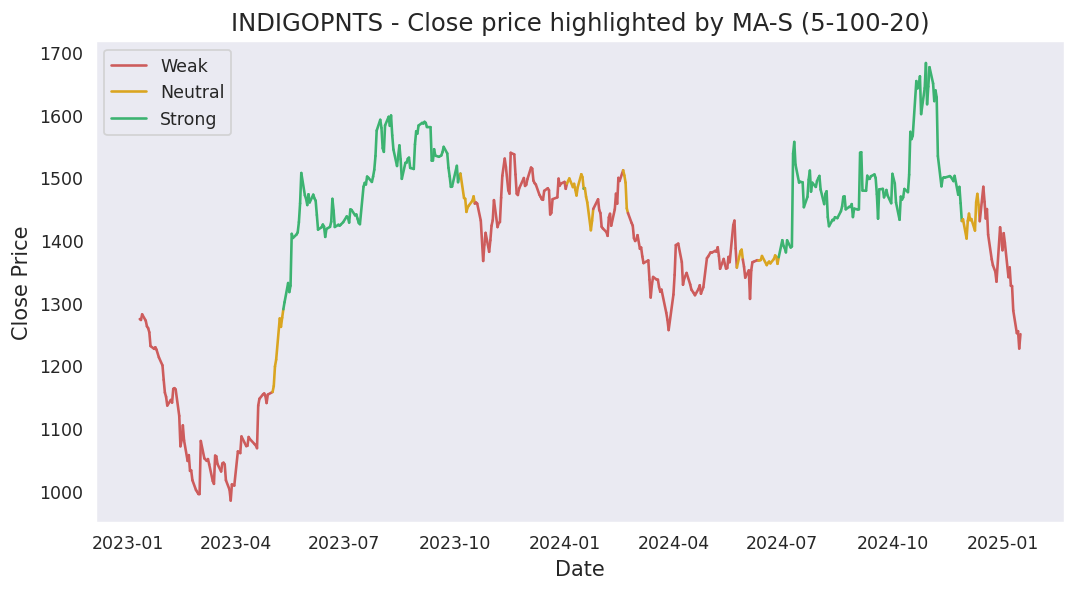 INDIGOPNTS - Close price highlighted by MA-S (5-100-20)
Weak
Neutral
Strong
Close Price
1700
1600
1500
1400
1300
1200
1100
1000
2023-01 2023-04 2023-07 2023-10 2024-01 2024-04 2024-07 2024-10 2025-01
Date